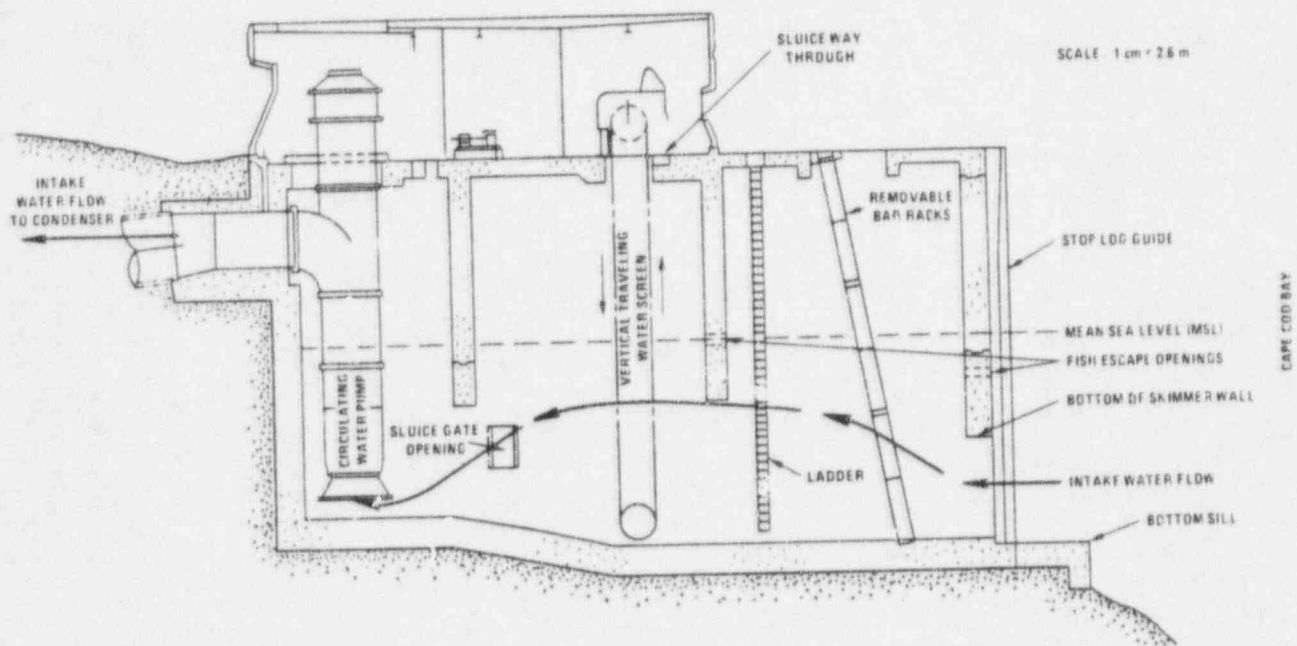 SLUICE WAY
THROUGH
SCALE 1 cm = 2.6 m
INTAKE
WATER FLOW
TO CONDENSER
REMOVABLE
BAR RACKS
STOP LOG GUIDE
CAPE COD BAY
VERTICAL TRAVELING
WATER SCREEN
MEAN SEA LEVEL (MSL)
FISH ESCAPE OPENINGS
CIRCULATING
WATER PUMP
BOTTOM OF SKIMMER WALL
SLUICE GATE
OPENING
LADDER
INTAKE WATER FLOW
BOTTOM SILL